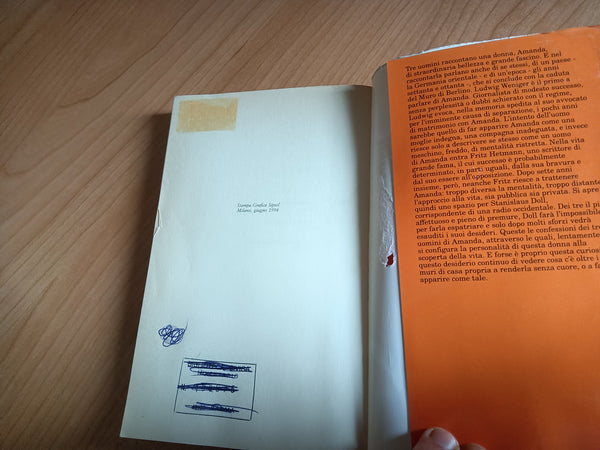 Stampa Grafica Sipiel
Milano, giugno 1994
Tre uomini raccontano una donna, Amanda,
di straordinaria bellezza e grande fascino. E nel
raccontarla parlano anche di se stessi, di un paese -
la Germania orientale - e di un'epoca - gli anni
settanta e ottanta -, che si conclude con la caduta
del Muro di Berlino. Ludwig Weniger è il primo a
parlare di Amanda. Giornalista di modesto successo,
senza perplessità o dubbi schierato con il regime,
Ludwig evoca, nella memoria spedita al suo avvocato
per l'imminente causa di separazione, i pochi anni
di matrimonio con Amanda. L'intento dell'uomo
sarebbe quello di far apparire Amanda come una
moglie indegna, una compagna inadeguata, e invece
riesce solo a descrivere se stesso come un uomo
meschino, freddo, di mentalità ristretta. Nella vita
di Amanda entra Fritz Hetmann, uno scrittore di
grande fama, il cui successo è probabilmente
determinato, in parti uguali, dalla sua bravura e
dal suo essere all'opposizione. Dopo sette anni
insieme, però, neanche Fritz riesce a trattenere
Amanda: troppo diversa la mentalità, troppo distante
l'approccio alla vita, sia pubblica sia privata. Si apre
così uno spazio per Stanislaus Doll,
corrispondente di una radio occidentale. Dei tre il più
affettuoso e pieno di premure, Doll farà l'impossibile
per farla espatriare e solo dopo molti sforzi vedrà
esauditi i suoi desideri. Queste le confessioni dei tre
uomini di Amanda, attraverso le quali, lentamente,
si configura la personalità di questa donna alla
scoperta della vita. E forse è proprio questa curiosità,
questo desiderio continuo di vedere cosa c'è oltre i
muri di casa propria a renderla senza cuore, o a farla
apparire come tale.